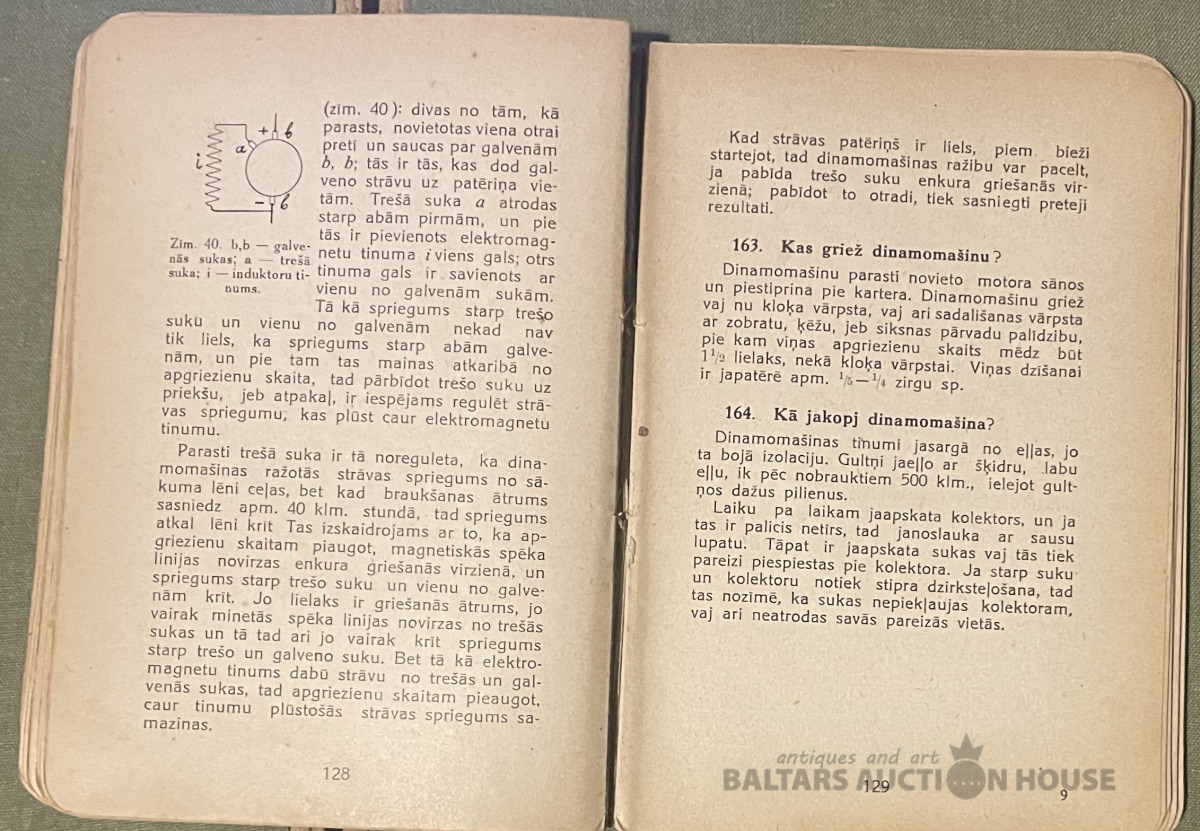 + b
a
i
- b
Zim. 40. b,b — galve-
nās sukas; a — trešā
suka; i — induktoru ti-
nums.
(zīm. 40): divas no tām, kā
parasts, novietotas viena otrai
pretī un saucas par galvenām
b, b; tās ir tās, kas dod gal-
veno strāvu uz patēriņa vie-
tām. Trešā suka a atrodas
starp abām pirmām, un pie
tās ir pievienots elektromag-
netu tinuma i viens gals; otrs
tinuma gals ir savienots ar
vienu no galvenām sukām.
Tā kā spriegums starp trešo
suku un vienu no galvenām nekad nav
tik liels, ka spriegums starp abām galve-
nām, un pie tam tas mainas atkarībā no
apgriezienu skaita, tad pārbīdot trešo suku uz
priekšu, jeb atpakaļ, ir iespējams regulēt strā-
vas spriegumu, kas plūst caur elektromagnetu
tinumu.
Parasti trešā suka ir tā noreguleta, ka dina-
momašinas ražotās strāvas spriegums no sā-
kuma lēni ceļas, bet kad braukšanas ātrums
sasniedz apm. 40 klm. stundā, tad spriegums
atkal lēni krīt Tas izskaidrojams ar to, ka ap-
griezienu skaitam piaugot, magnetiskās spēka
linijas novirzas enkura griešanās virzienā, un
spriegums starp trešo suku un vienu no galve-
nām krīt. Jo lielaks ir griešanās ātrums, jo
vairak minetās spēka linijas novirzas no trešās
sukas un tā tad ari jo vairak krīt spriegums
starp trešo un galveno suku. Bet tā kā elektro-
magnetu tinums dabū strāvu no trešās un gal-
venās sukas, tad apgriezienu skaitam pieaugot,
caur tinumu plūstošās strāvas spriegums sa-
mazinas.
128
Kad strāvas patēriņš ir liels, piem. bieži
startejot, tad dinamomašinas ražibu var pacelt,
ja pabīda trešo suku enkura griešanās vir-
zienā; pabīdot to otradi, tiek sasniegti preteji
rezultati.
163. Kas griež dinamomašinu?
Dinamomašinu parasti novieto motora sānos
un piestiprina pie kartera. Dinamomašinu griež
vaj nu kloķa vārpsta, vaj ari sadalīšanas vārpsta
ar zobratu, ķēžu, jeb siksnas pārvadu palīdzibu,
pie kam viņas apgriezienu skaits mēdz būt
1 1/2 lielaks, nekā kloķa vārpstai. Viņas dzīšanai
ir japatērē apm. 1/5—1/4 zirgu sp.
164. Kā jakopj dinamomašina?
Dinamomašinas tinumi jasargā no eļļas, jo
ta bojā izolaciju. Gultņi jaeļļo ar šķidru, labu
eļļu, ik pēc nobrauktiem 500 klm., ielejot gult-
ņos dažus pilienus.
Laiku pa laikam jaapskata kolektors, un ja
tas ir palicis netīrs, tad janoslauka ar sausu
lupatu. Tāpat ir jaapskata sukas vaj tās tiek
pareizi piespiestas pie kolektora. Ja starp suku
un kolektoru notiek stipra dzirksteļošana, tad
tas nozīmē, ka sukas nepiekļaujas kolektoram,
vaj ari neatrodas savās pareizās vietās.
129
9
antiques and art
BALTARS AUCTION HOUSE